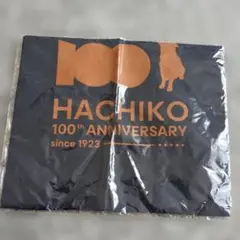 100
HACHIKO
100TH ANNIVERSARY
since 1923